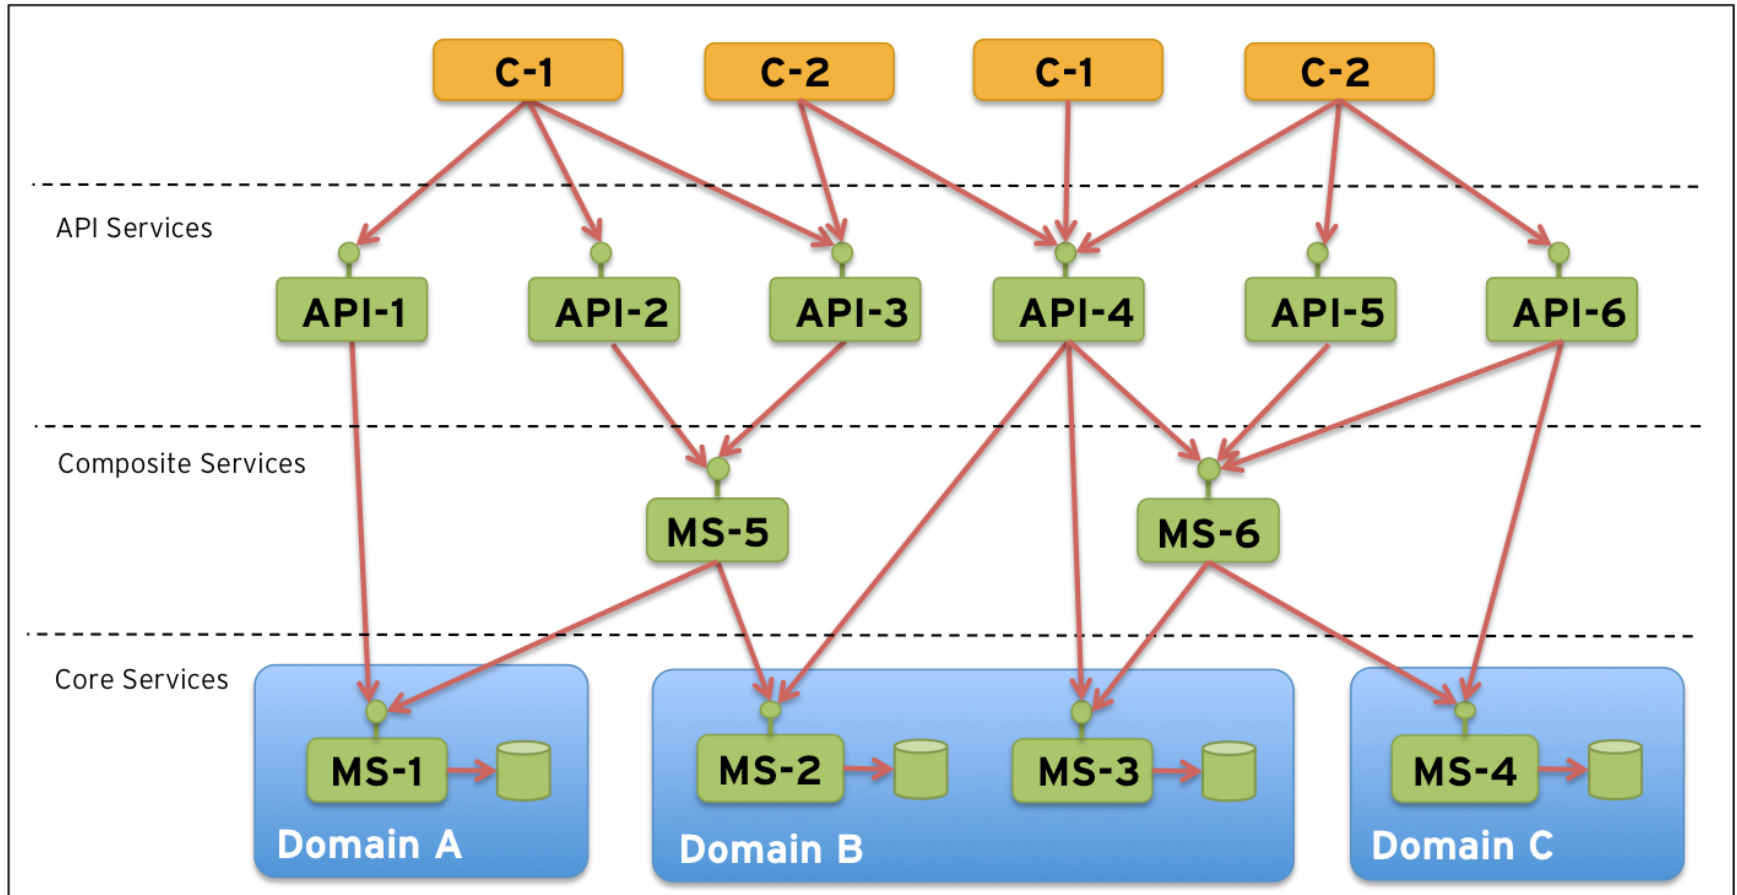 C-1 C-2 C-1 C-2
API Services
API-1 API-2 API-3 API-4 API-5 API-6
Composite Services
MS-5 MS-6
Core Services
MS-1 MS-2 MS-3 MS-4
Domain A Domain B Domain C